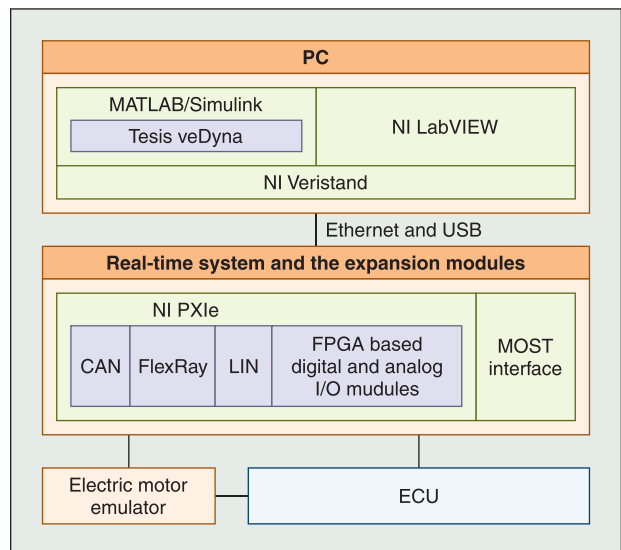 PC
MATLAB/Simulink
Tesis veDyna
NI LabVIEW
NI Veristand
Ethernet and USB
Real-time system and the expansion modules
NI PXIe
CAN
FlexRay
LIN
FPGA based
digital and analog
I/O mudules
MOST
interface
Electric motor
emulator
ECU